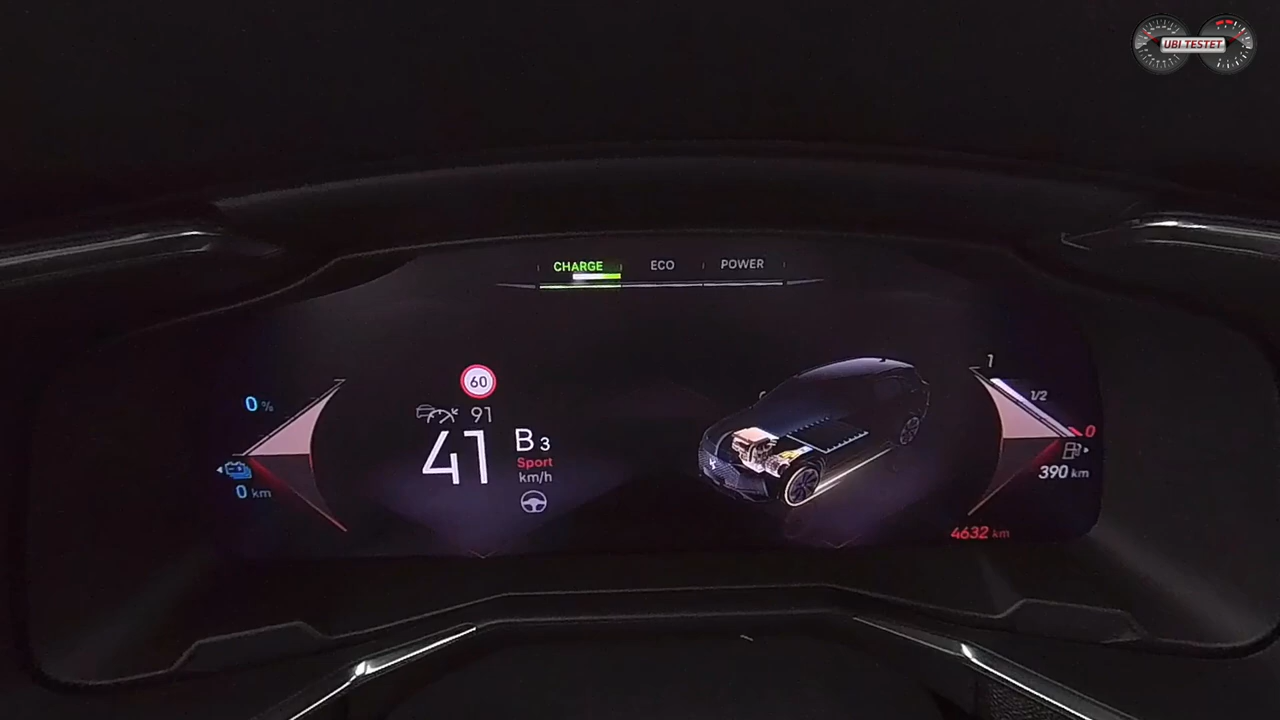 UBI TESTET
CHARGE ECO POWER
60
91
41 B3
Sport
km/h
0 %
0 km
1
1/2
0
390 km
4632 km